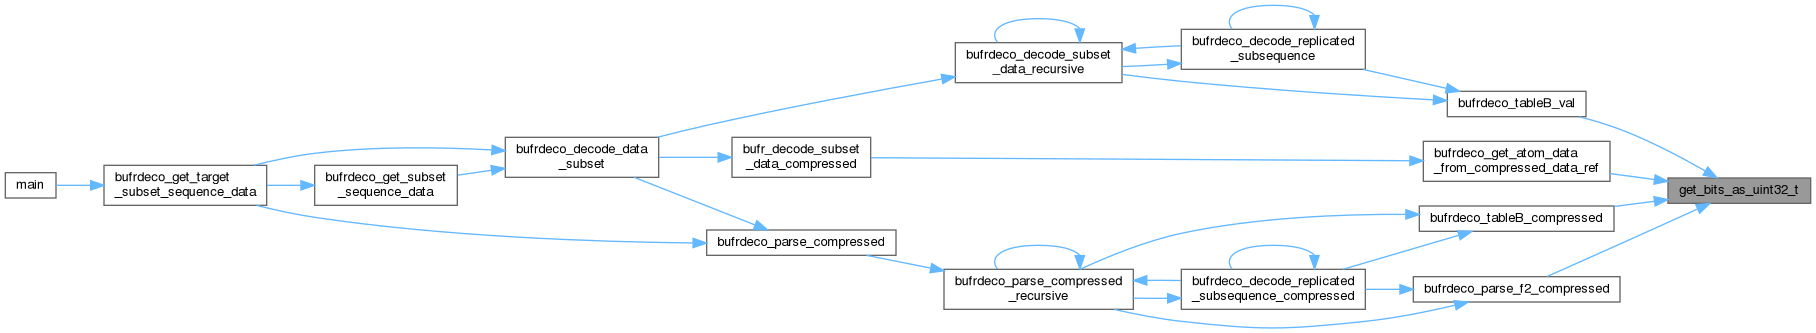 main
bufrdeco_get_target
_subset_sequence_data
bufrdeco_get_subset
_sequence_data
bufrdeco_decode_data
_subset
bufr_decode_subset
_data_compressed
bufrdeco_parse_compressed
bufrdeco_decode_subset
_data_recursive
bufrdeco_parse_compressed
_recursive
bufrdeco_decode_replicated
_subsequence
bufrdeco_decode_replicated
_subsequence_compressed
bufrdeco_tableB_val
bufrdeco_get_atom_data
_from_compressed_data_ref
bufrdeco_tableB_compressed
bufrdeco_parse_f2_compressed
get_bits_as_uint32_t